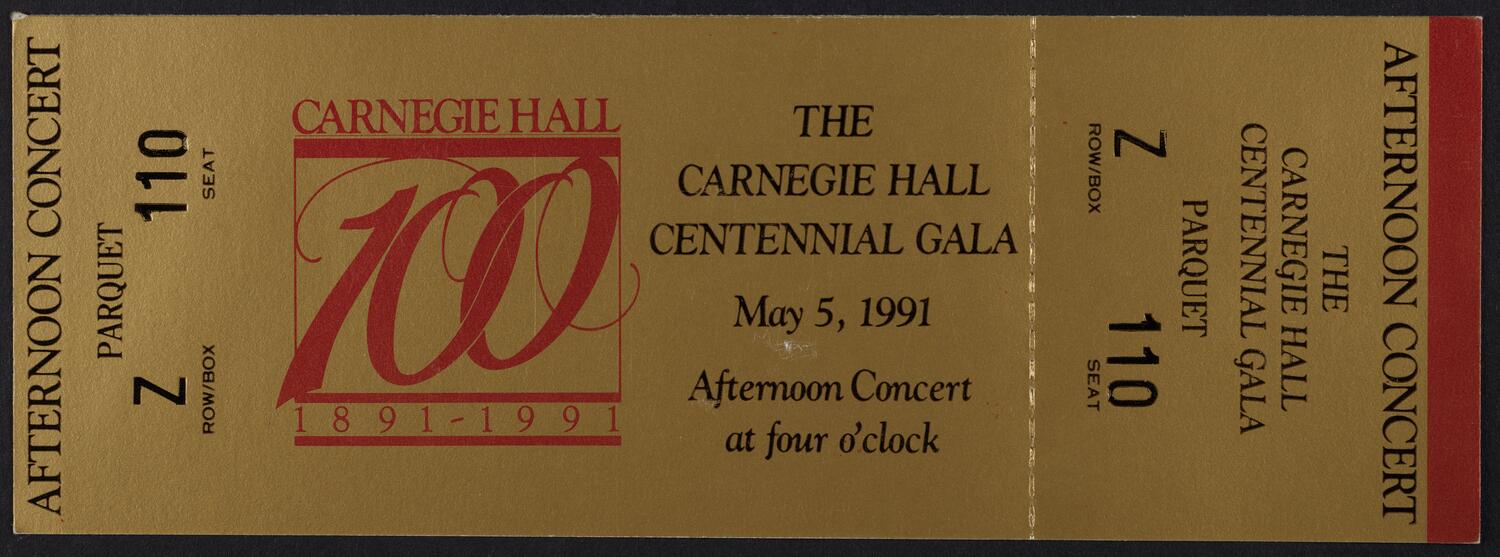 AFTERNOON CONCERT
PARQUET
Z 110
ROW/BOX SEAT
CARNEGIE HALL
100
1891-1991
THE
CARNEGIE HALL
CENTENNIAL GALA
May 5, 1991
Afternoon Concert
at four o'clock
AFTERNOON CONCERT
THE
CARNEGIE HALL
CENTENNIAL GALA
PARQUET
Z 110
ROW/BOX SEAT